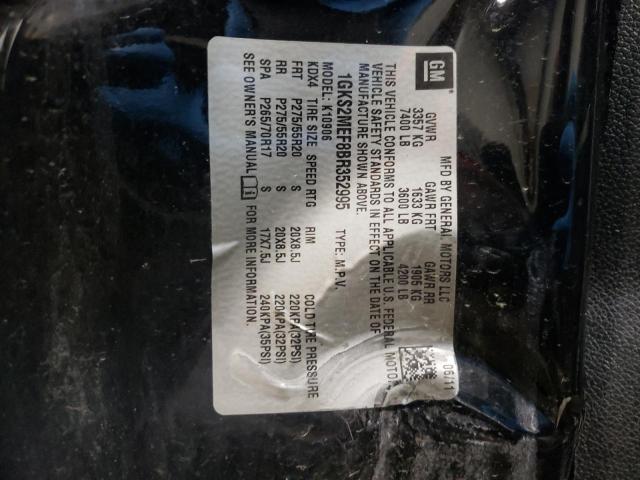 GM
MFD BY GENERAL MOTORS LLC
06/11
GVWR GAWR FRT GAWR RR
3357 KG 1633 KG 1905 KG
7400 LB 3600 LB 4200 LB
THIS VEHICLE CONFORMS TO ALL APPLICABLE U.S. FEDERAL MOTOR
VEHICLE SAFETY STANDARDS IN EFFECT ON THE DATE OF
MANUFACTURE SHOWN ABOVE.
1GKS2MEF8BR352995 TYPE: M.P.V.
MODEL: K10906
KDX4 TIRE SIZE SPEED RTG RIM COLD TIRE PRESSURE
FRT P275/55R20 S 20X8.5J 220KPA(32PSI)
RR P275/55R20 S 20X8.5J 220KPA(32PSI)
SPA P265/70R17 S 17X7.5J 240KPA(35PSI)
SEE OWNER'S MANUAL FOR MORE INFORMATION.